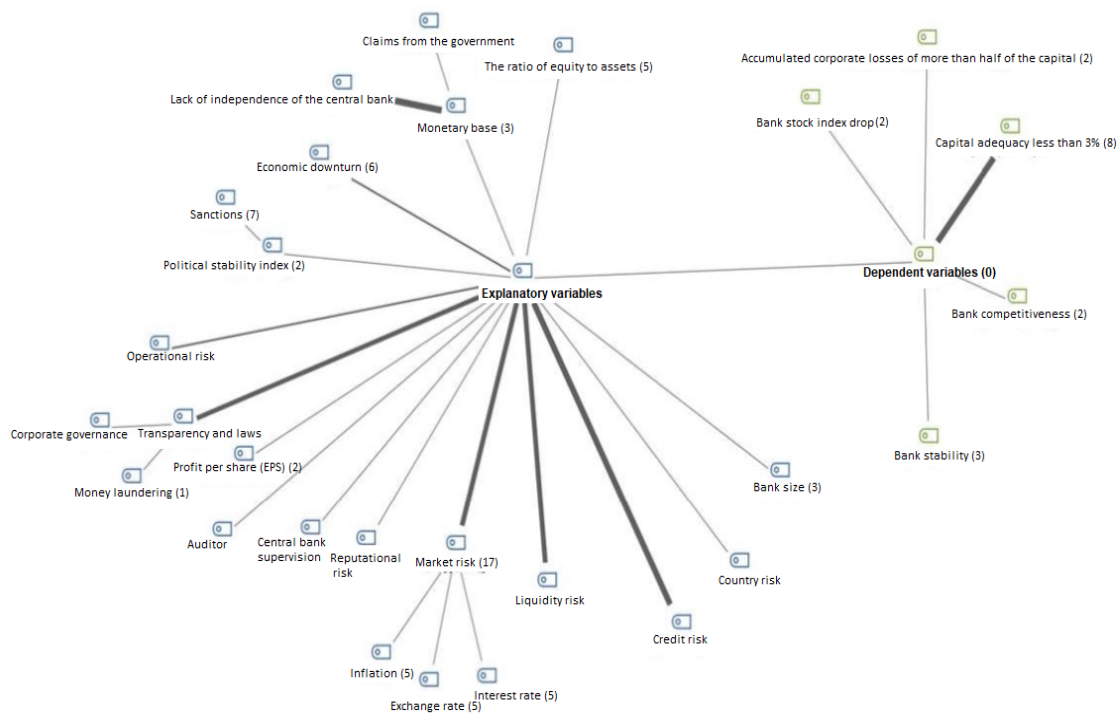 Claims from the government
The ratio of equity to assets (5)
Accumulated corporate losses of more than half of the capital (2)
Lack of independence of the central bank
Monetary base (3)
Bank stock index drop(2)
Capital adequacy less than 3% (8)
Economic downturn (6)
Sanctions (7)
Political stability index (2)
Explanatory variables
Dependent variables (0)
Bank competitiveness (2)
Operational risk
Corporate governance
Transparency and laws
Profit per share (EPS) (2)
Money laundering (1)
Bank stability (3)
Bank size (3)
Auditor
Central bank
supervision
Reputational
risk
Market risk (17)
Liquidity risk
Country risk
Credit risk
Inflation (5)
Exchange rate (5)
Interest rate (5)